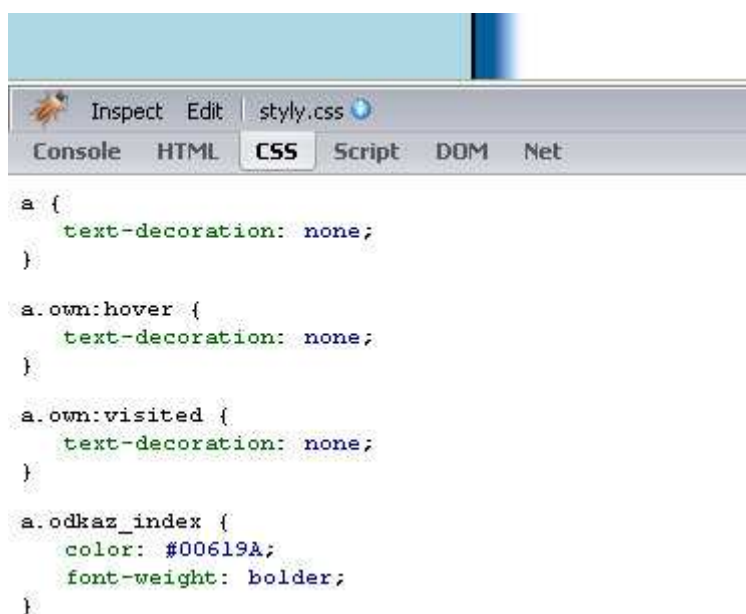 Inspect Edit styly.css
Console HTML CSS Script DOM Net
a {
text-decoration: none;
}
a.own:hover {
text-decoration: none;
}
a.own:visited {
text-decoration: none;
}
a.odkaz_index {
color: #00619A;
font-weight: bolder;
}